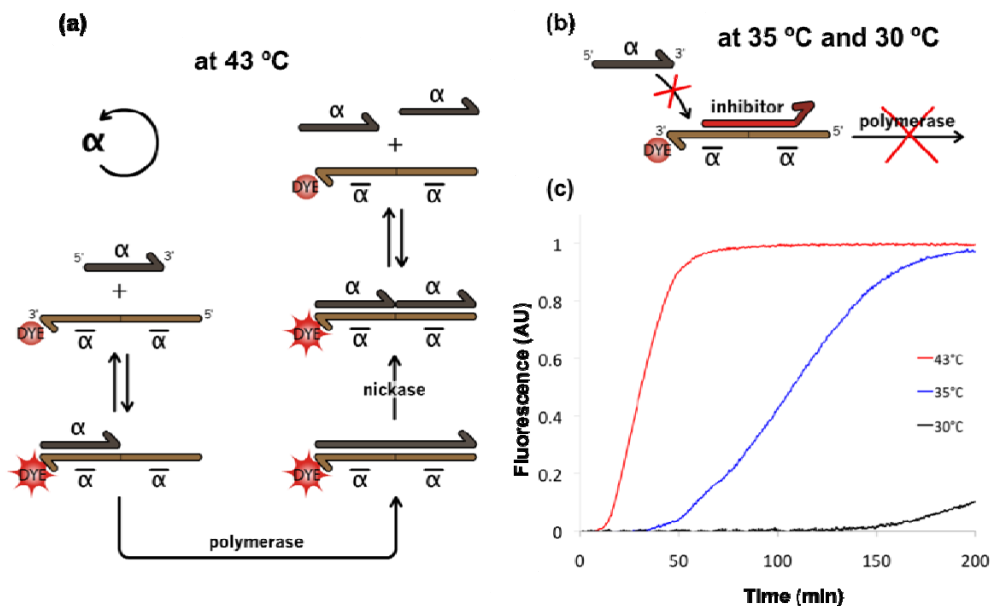 (a)
at 43 ºC
α
α
α
+
DYE
α̅ α̅
5' α 3'
+
3' 5'
DYE
α̅ α̅
α α
DYE
α̅ α̅
nickase
α
DYE
α̅ α̅
DYE
α̅ α̅
polymerase
(b)
at 35 ºC and 30 ºC
5' α 3'
inhibitor
polymerase
3' 5'
DYE
α̅ α̅
(c)
Fluorescence (AU)
1
0.8
0.6
0.4
0.2
0
0 50 100 150 200
Time (min)
43°C
35°C
30°C